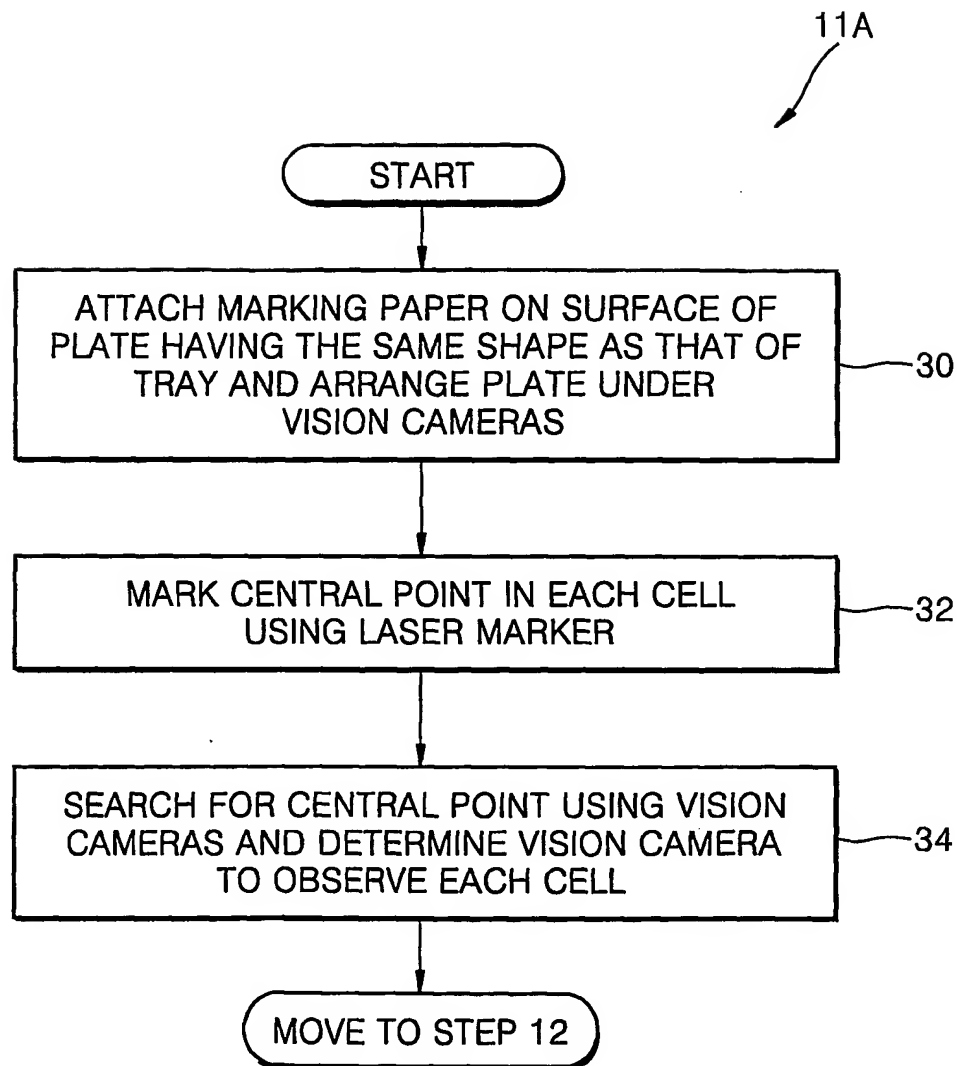 11A
START
ATTACH MARKING PAPER ON SURFACE OF
PLATE HAVING THE SAME SHAPE AS THAT OF
TRAY AND ARRANGE PLATE UNDER
VISION CAMERAS
30
MARK CENTRAL POINT IN EACH CELL
USING LASER MARKER
32
SEARCH FOR CENTRAL POINT USING VISION
CAMERAS AND DETERMINE VISION CAMERA
TO OBSERVE EACH CELL
34
MOVE TO STEP 12